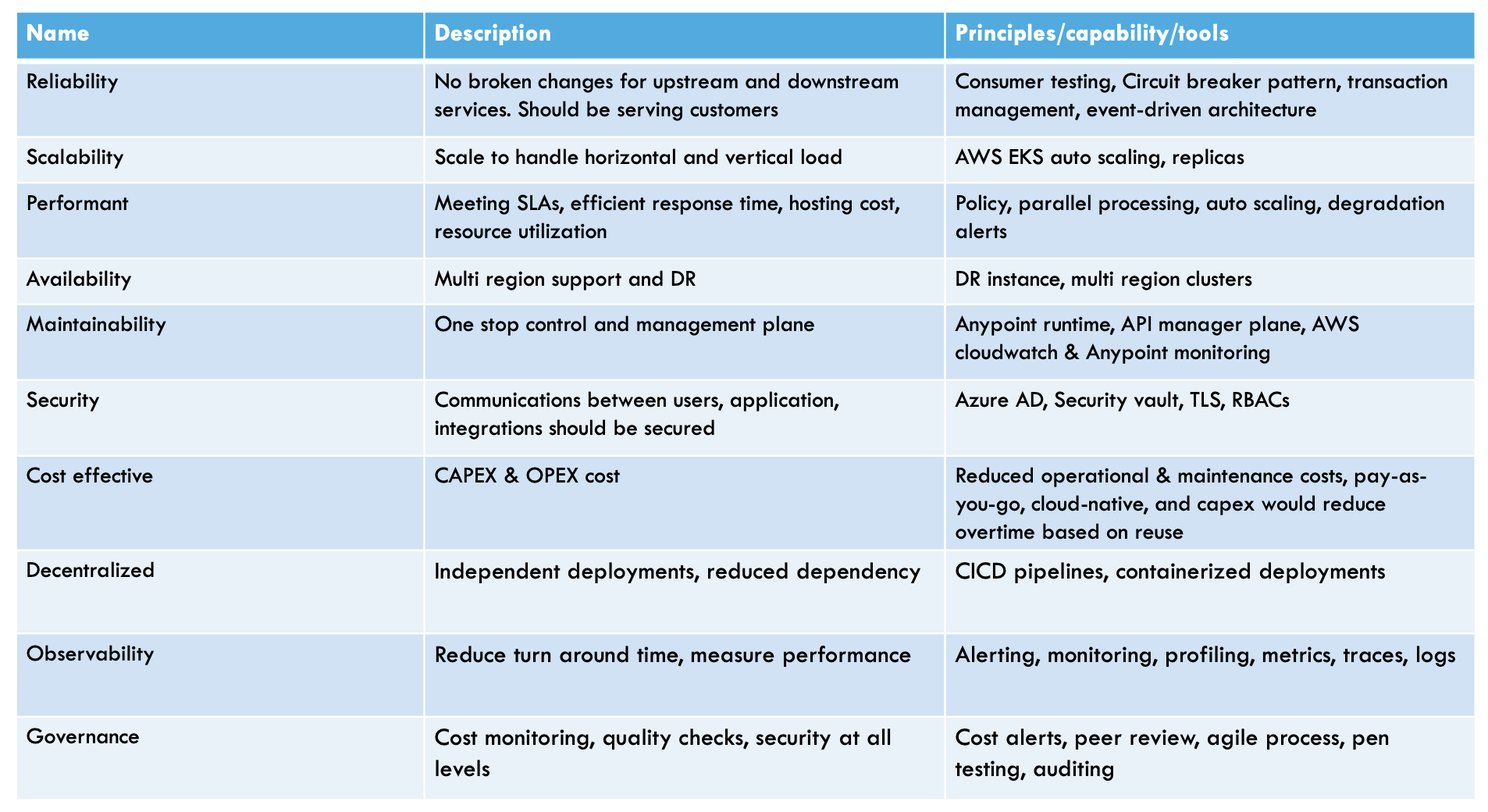 Name
Description
Principles/capability/tools
Reliability
No broken changes for upstream and downstream
services. Should be serving customers
Consumer testing, Circuit breaker pattern, transaction
management, event-driven architecture
Scalability
Scale to handle horizontal and vertical load
AWS EKS auto scaling, replicas
Performant
Meeting SLAs, efficient response time, hosting cost,
resource utilization
Policy, parallel processing, auto scaling, degradation
alerts
Availability
Multi region support and DR
DR instance, multi region clusters
Maintainability
One stop control and management plane
Anypoint runtime, API manager plane, AWS
cloudwatch & Anypoint monitoring
Security
Communications between users, application,
integrations should be secured
Azure AD, Security vault, TLS, RBACs
Cost effective
CAPEX & OPEX cost
Reduced operational & maintenance costs, pay-as-
you-go, cloud-native, and capex would reduce
overtime based on reuse
Decentralized
Independent deployments, reduced dependency
CICD pipelines, containerized deployments
Observability
Reduce turn around time, measure performance
Alerting, monitoring, profiling, metrics, traces, logs
Governance
Cost monitoring, quality checks, security at all
levels
Cost alerts, peer review, agile process, pen
testing, auditing